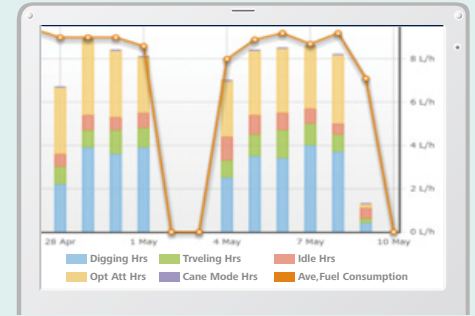 8 L/h
6 L/h
4 L/h
2 L/h
0 L/h
28 Apr 1 May 4 May 7 May 10 May
Digging Hrs Trveling Hrs Idle Hrs
Opt Att Hrs Cane Mode Hrs Ave,Fuel Consumption